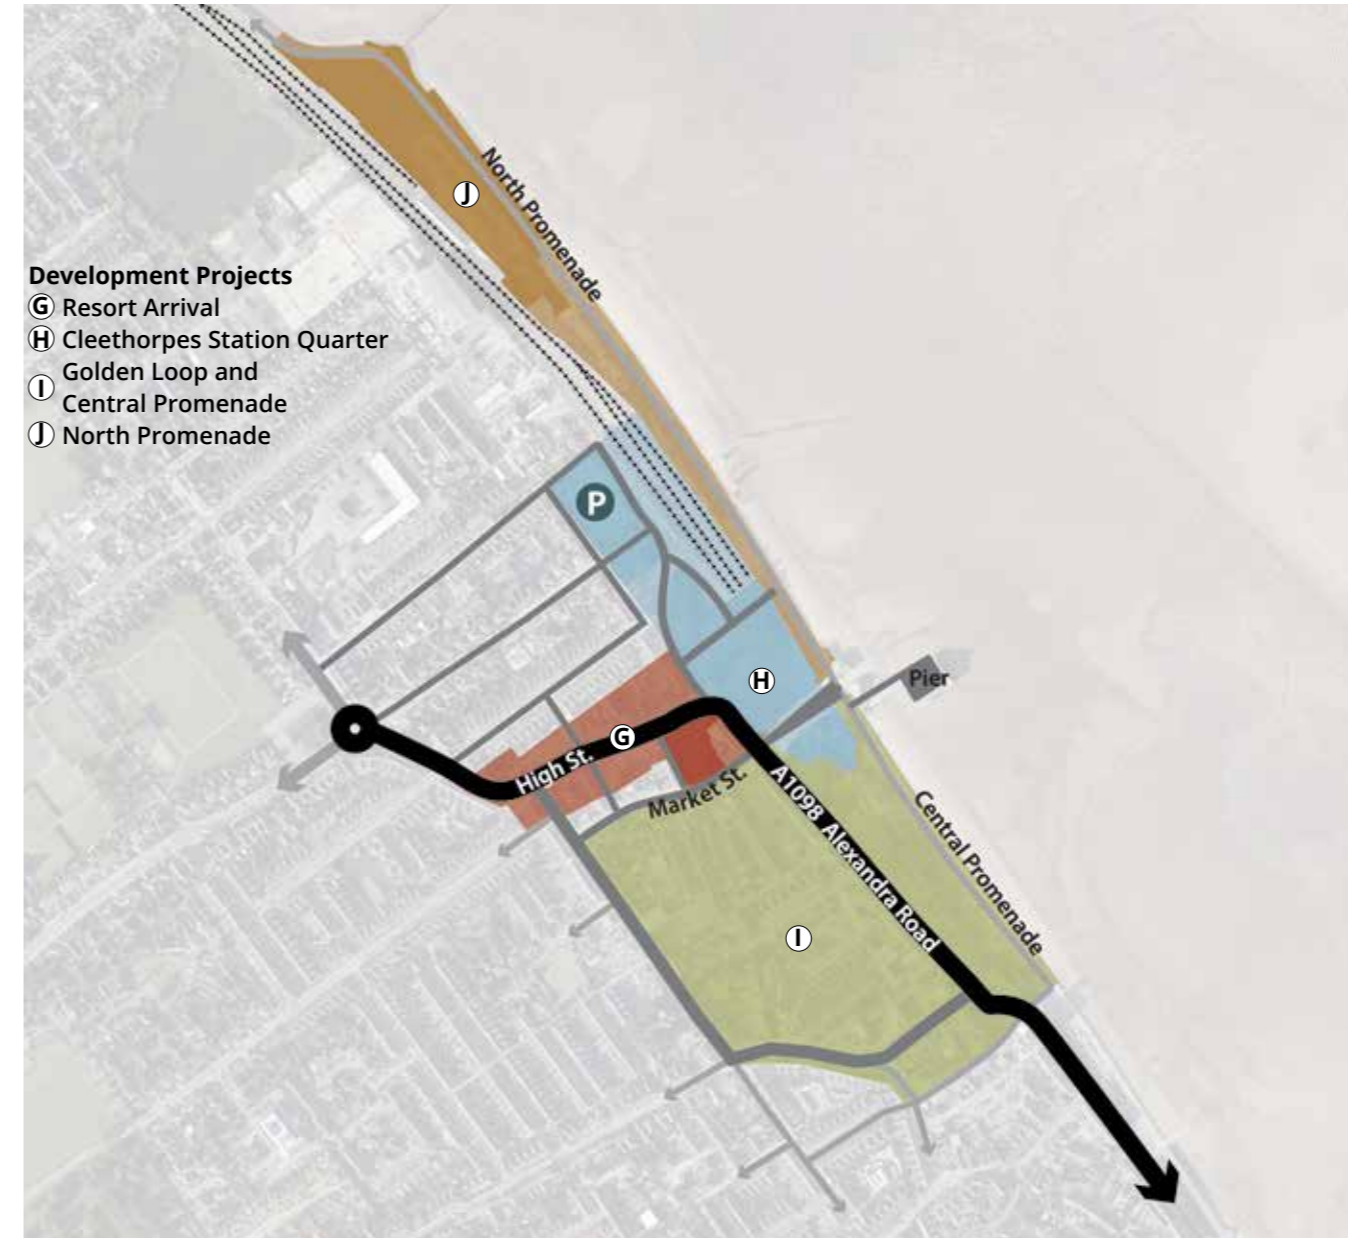 North Promenade
J
Development Projects
G Resort Arrival
H Cleethorpes Station Quarter
I Golden Loop and
Central Promenade
J North Promenade
P
Pier
H
G
High St.
Market St.
A1098 Alexandra Road
Central Promenade
I